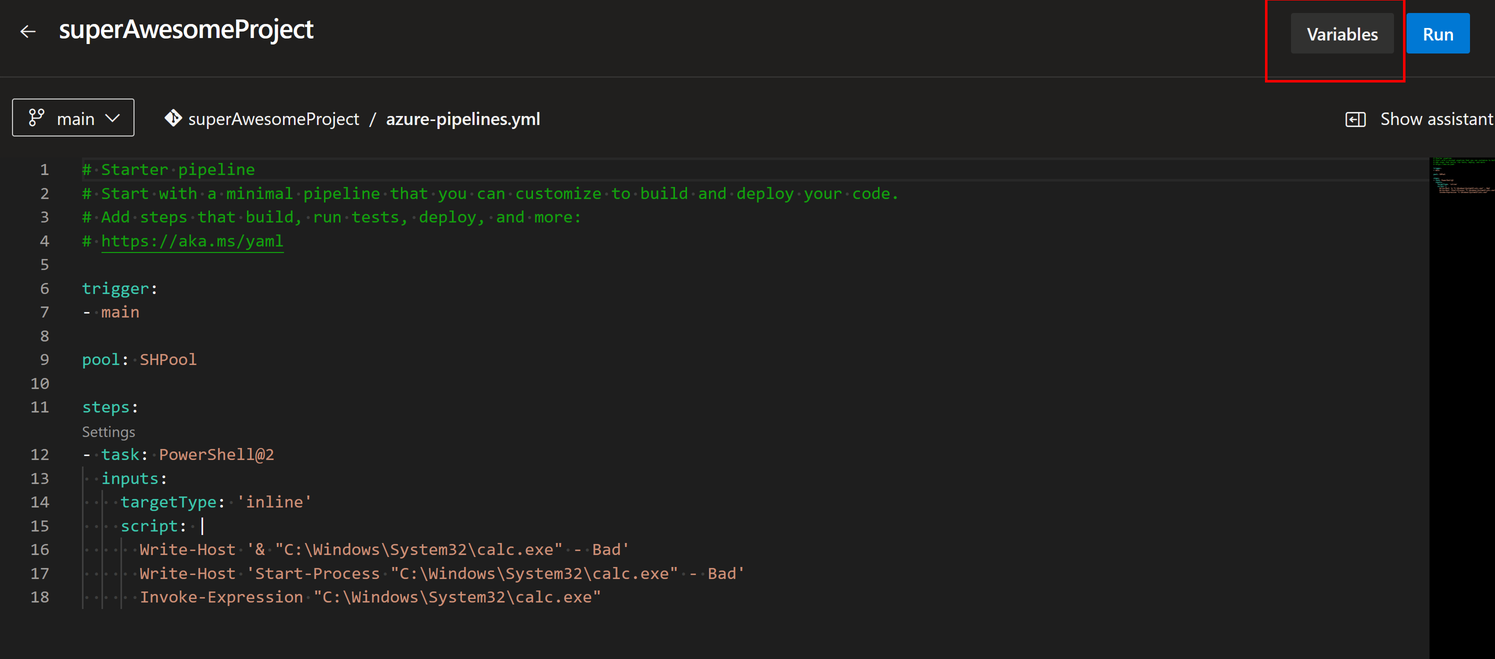 superAwesomeProject
Variables
Run
main
superAwesomeProject / azure-pipelines.yml
Show assistant
1 # Starter pipeline
2 # Start with a minimal pipeline that you can customize to build and deploy your code.
3 # Add steps that build, run tests, deploy, and more:
4 # https://aka.ms/yaml
5
6 trigger:
7 - main
8
9 pool: SHPool
10
11 steps:
Settings
12 - task: PowerShell@2
13 inputs:
14 targetType: 'inline'
15 script: |
16 Write-Host '& "C:\Windows\System32\calc.exe" - Bad'
17 Write-Host 'Start-Process "C:\Windows\System32\calc.exe" - Bad'
18 Invoke-Expression "C:\Windows\System32\calc.exe"